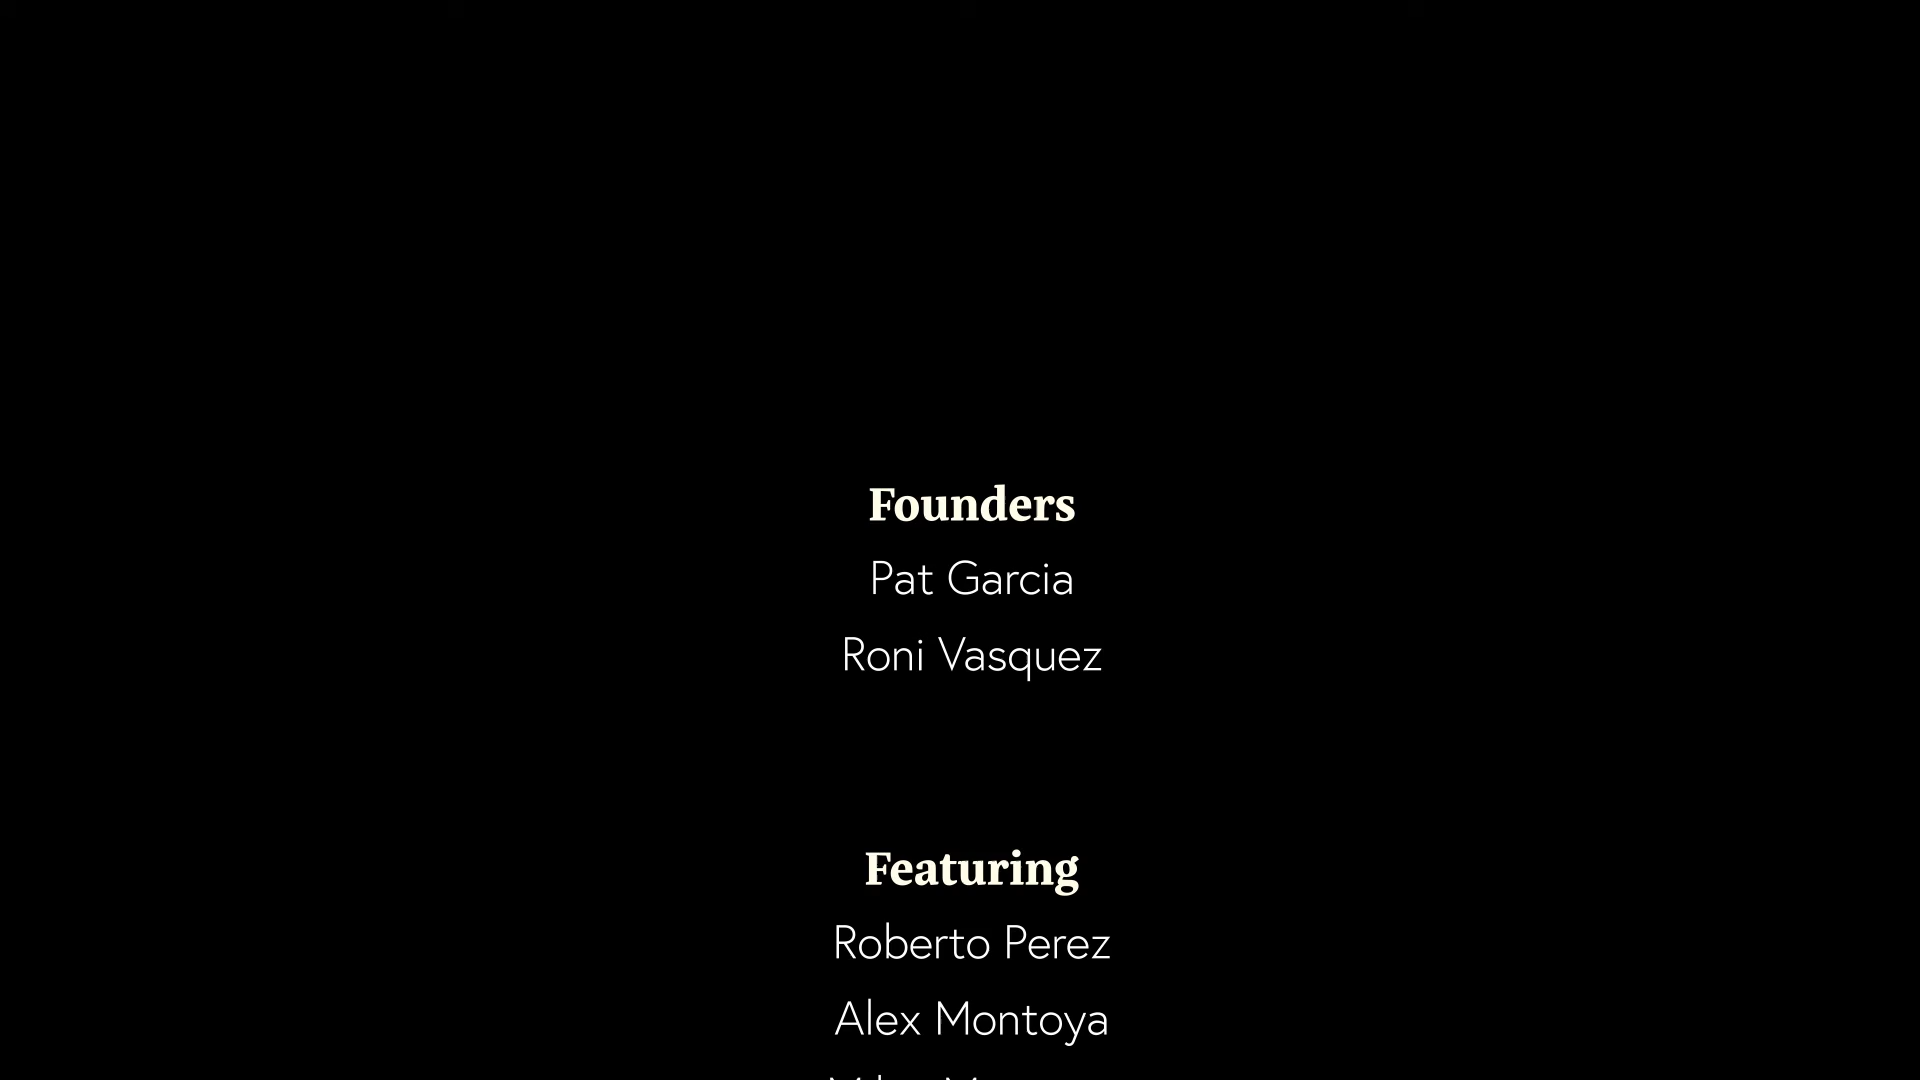 Founders
Pat Garcia
Roni Vasquez
Featuring
Roberto Perez
Alex Montoya